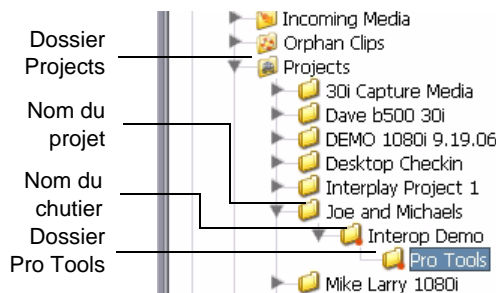 Dossier
Projects
Nom du
projet
Nom du
chutier
Dossier
Pro Tools
Incoming Media
Orphan Clips
Projects
30i Capture Media
Dave b500 30i
DEMO 1080i 9.19.06
Desktop Checkin
Interplay Project 1
Joe and Michaels
Interop Demo
Pro Tools
Mike Larry 1080i